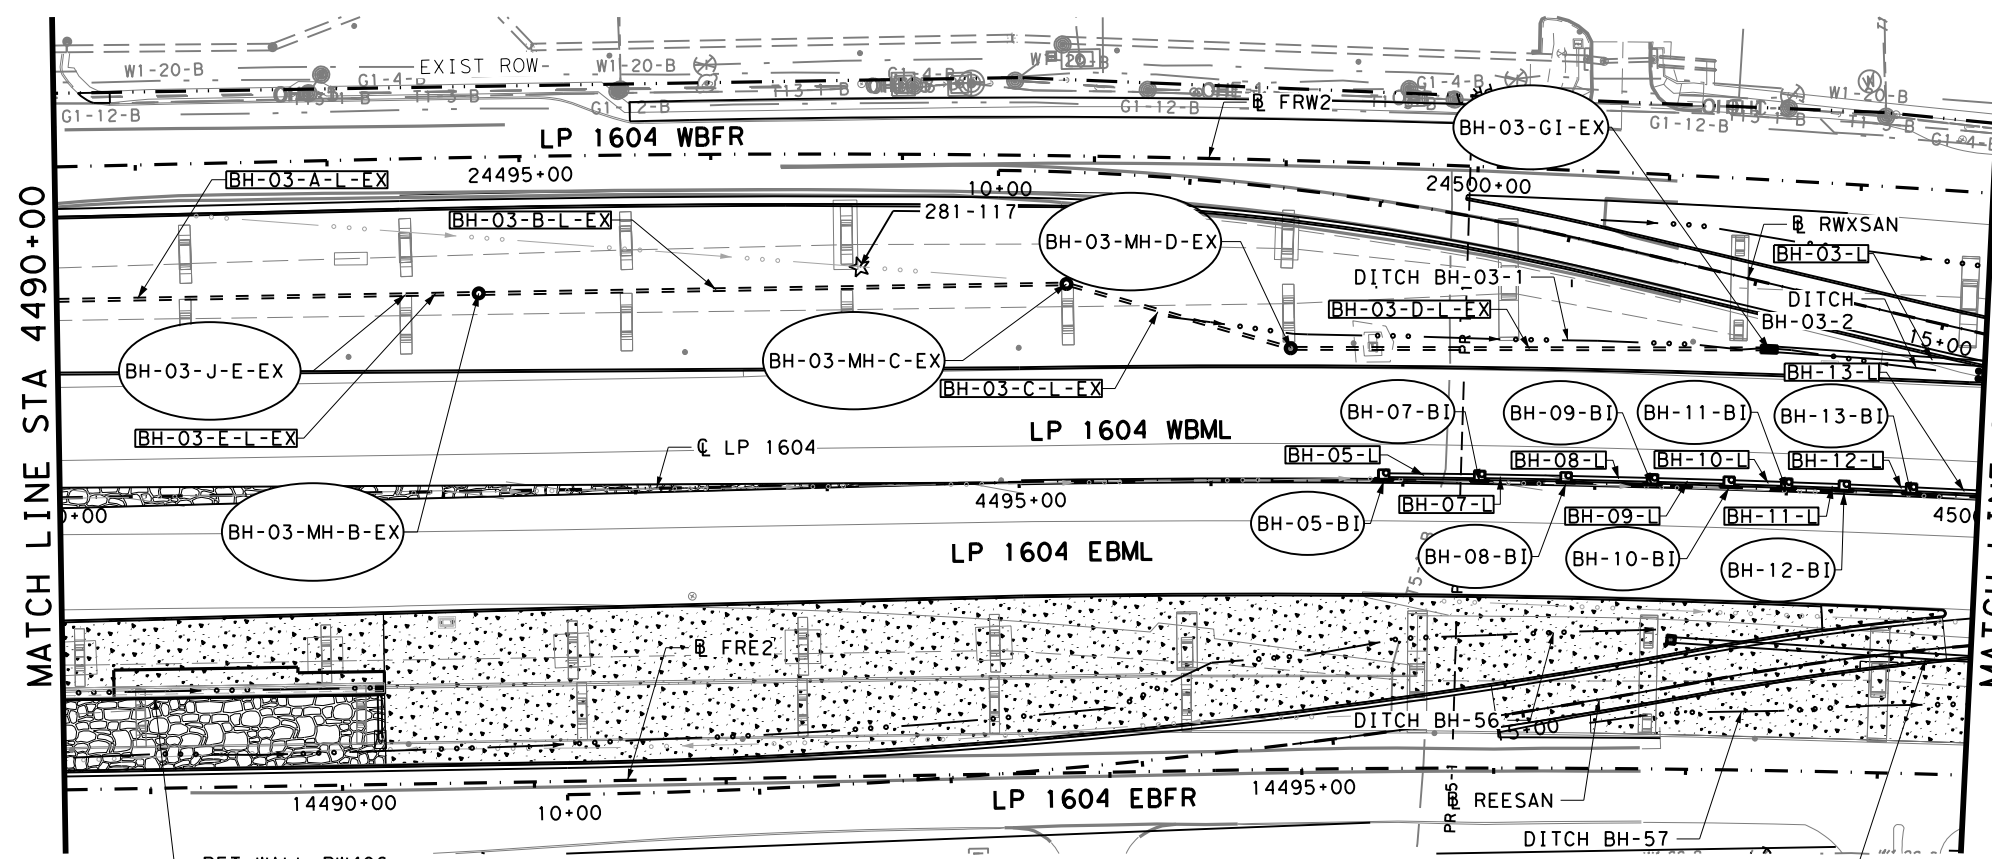 EXIST ROW
W1-20-B
W1-20-B
G1-4-B
G1-4-B
G1-4-B
W1-20-B
G1-12-B
G1-12-B
G1-12-B
℄ FRW2
BH-03-GI-EX
LP 1604 WBFR
24495+00
10+00
24500+00
BH-03-A-L-EX
BH-03-B-L-EX
281-117
BH-03-MH-D-EX
℄ RWXSAN
BH-03-L
DITCH BH-03-1
BH-03-D-L-EX
DITCH
BH-03-2
15+00
MATCH LINE STA 4490+00
BH-03-J-E-EX
BH-03-MH-C-EX
BH-03-C-L-EX
BH-13-L
BH-03-E-L-EX
LP 1604 WBML
℄ LP 1604
BH-07-BI
BH-09-BI
BH-11-BI
BH-13-BI
BH-05-L
BH-08-L
BH-10-L
BH-12-L
4495+00
BH-07-L
BH-09-L
BH-11-L
0+00
4500
BH-03-MH-B-EX
BH-05-BI
BH-08-BI
BH-10-BI
BH-12-BI
LP 1604 EBML
℄ FRE2
DITCH BH-56
5+00
14490+00
10+00
LP 1604 EBFR
14495+00
REESAN
DITCH BH-57